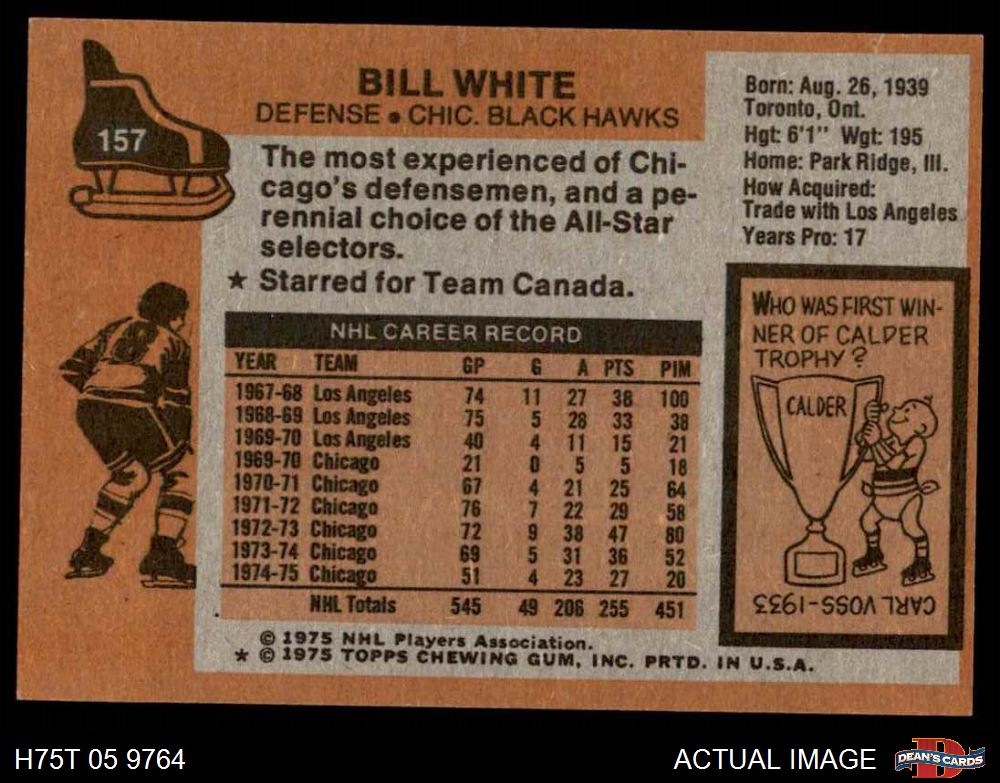 157
BILL WHITE
DEFENSE • CHIC. BLACK HAWKS
The most experienced of Chi-
cago's defensemen, and a pe-
rennial choice of the All-Star
selectors.
★ Starred for Team Canada.
Born: Aug. 26, 1939
Toronto, Ont.
Hgt: 6'1" Wgt: 195
Home: Park Ridge, Ill.
How Acquired:
Trade with Los Angeles
Years Pro: 17
NHL CAREER RECORD
YEAR TEAM GP G A PTS PIM
1967-68 Los Angeles 74 11 27 38 100
1968-69 Los Angeles 75 5 28 33 38
1969-70 Los Angeles 40 4 11 15 21
1969-70 Chicago 21 0 5 5 18
1970-71 Chicago 67 4 21 25 64
1971-72 Chicago 76 7 22 29 58
1972-73 Chicago 72 9 38 47 80
1973-74 Chicago 69 5 31 36 52
1974-75 Chicago 51 4 23 27 20
NHL Totals 545 49 206 255 451
WHO WAS FIRST WIN-
NER OF CALDER
TROPHY?
CALDER
CARL VOSS-1933
© 1975 NHL Players Association.
★ © 1975 TOPPS CHEWING GUM, INC. PRTD. IN U.S.A.
H75T 05 9764
ACTUAL IMAGE
D
DEAN'S CARDS